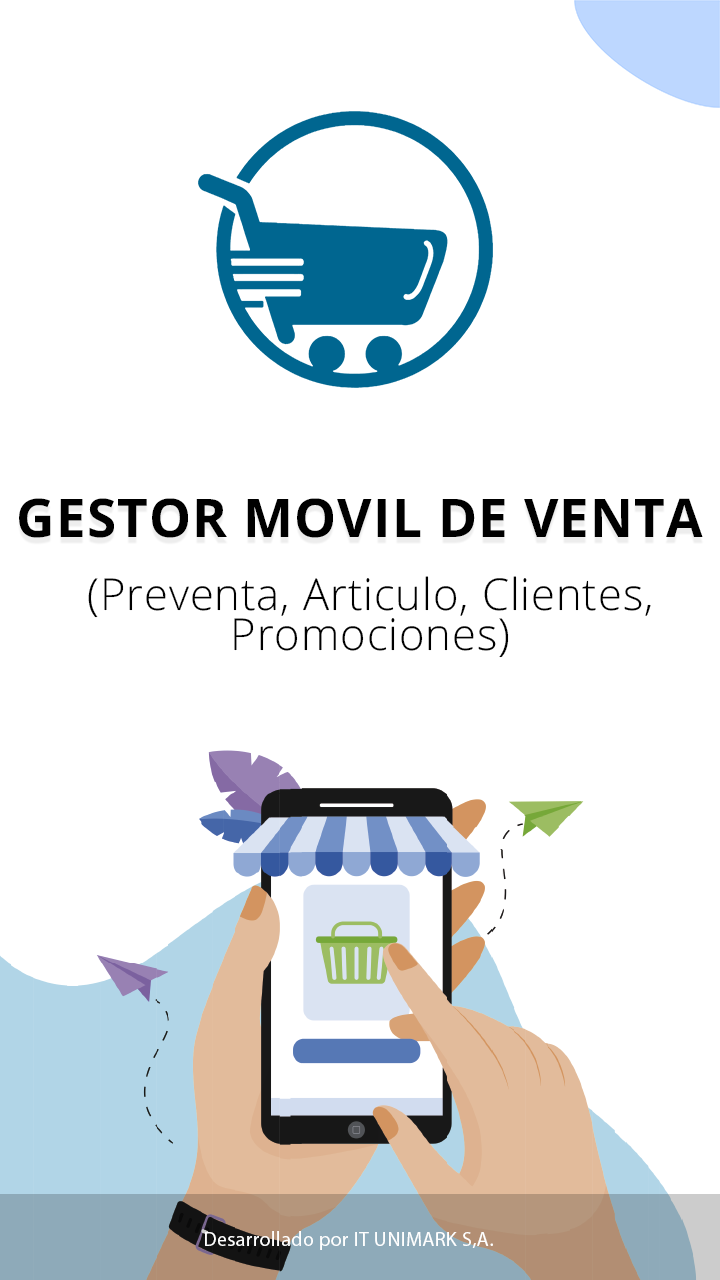 GESTOR MOVIL DE VENTA
(Preventa, Articulo, Clientes,
Promociones)
Desarrollado por IT UNIMARK S,A.